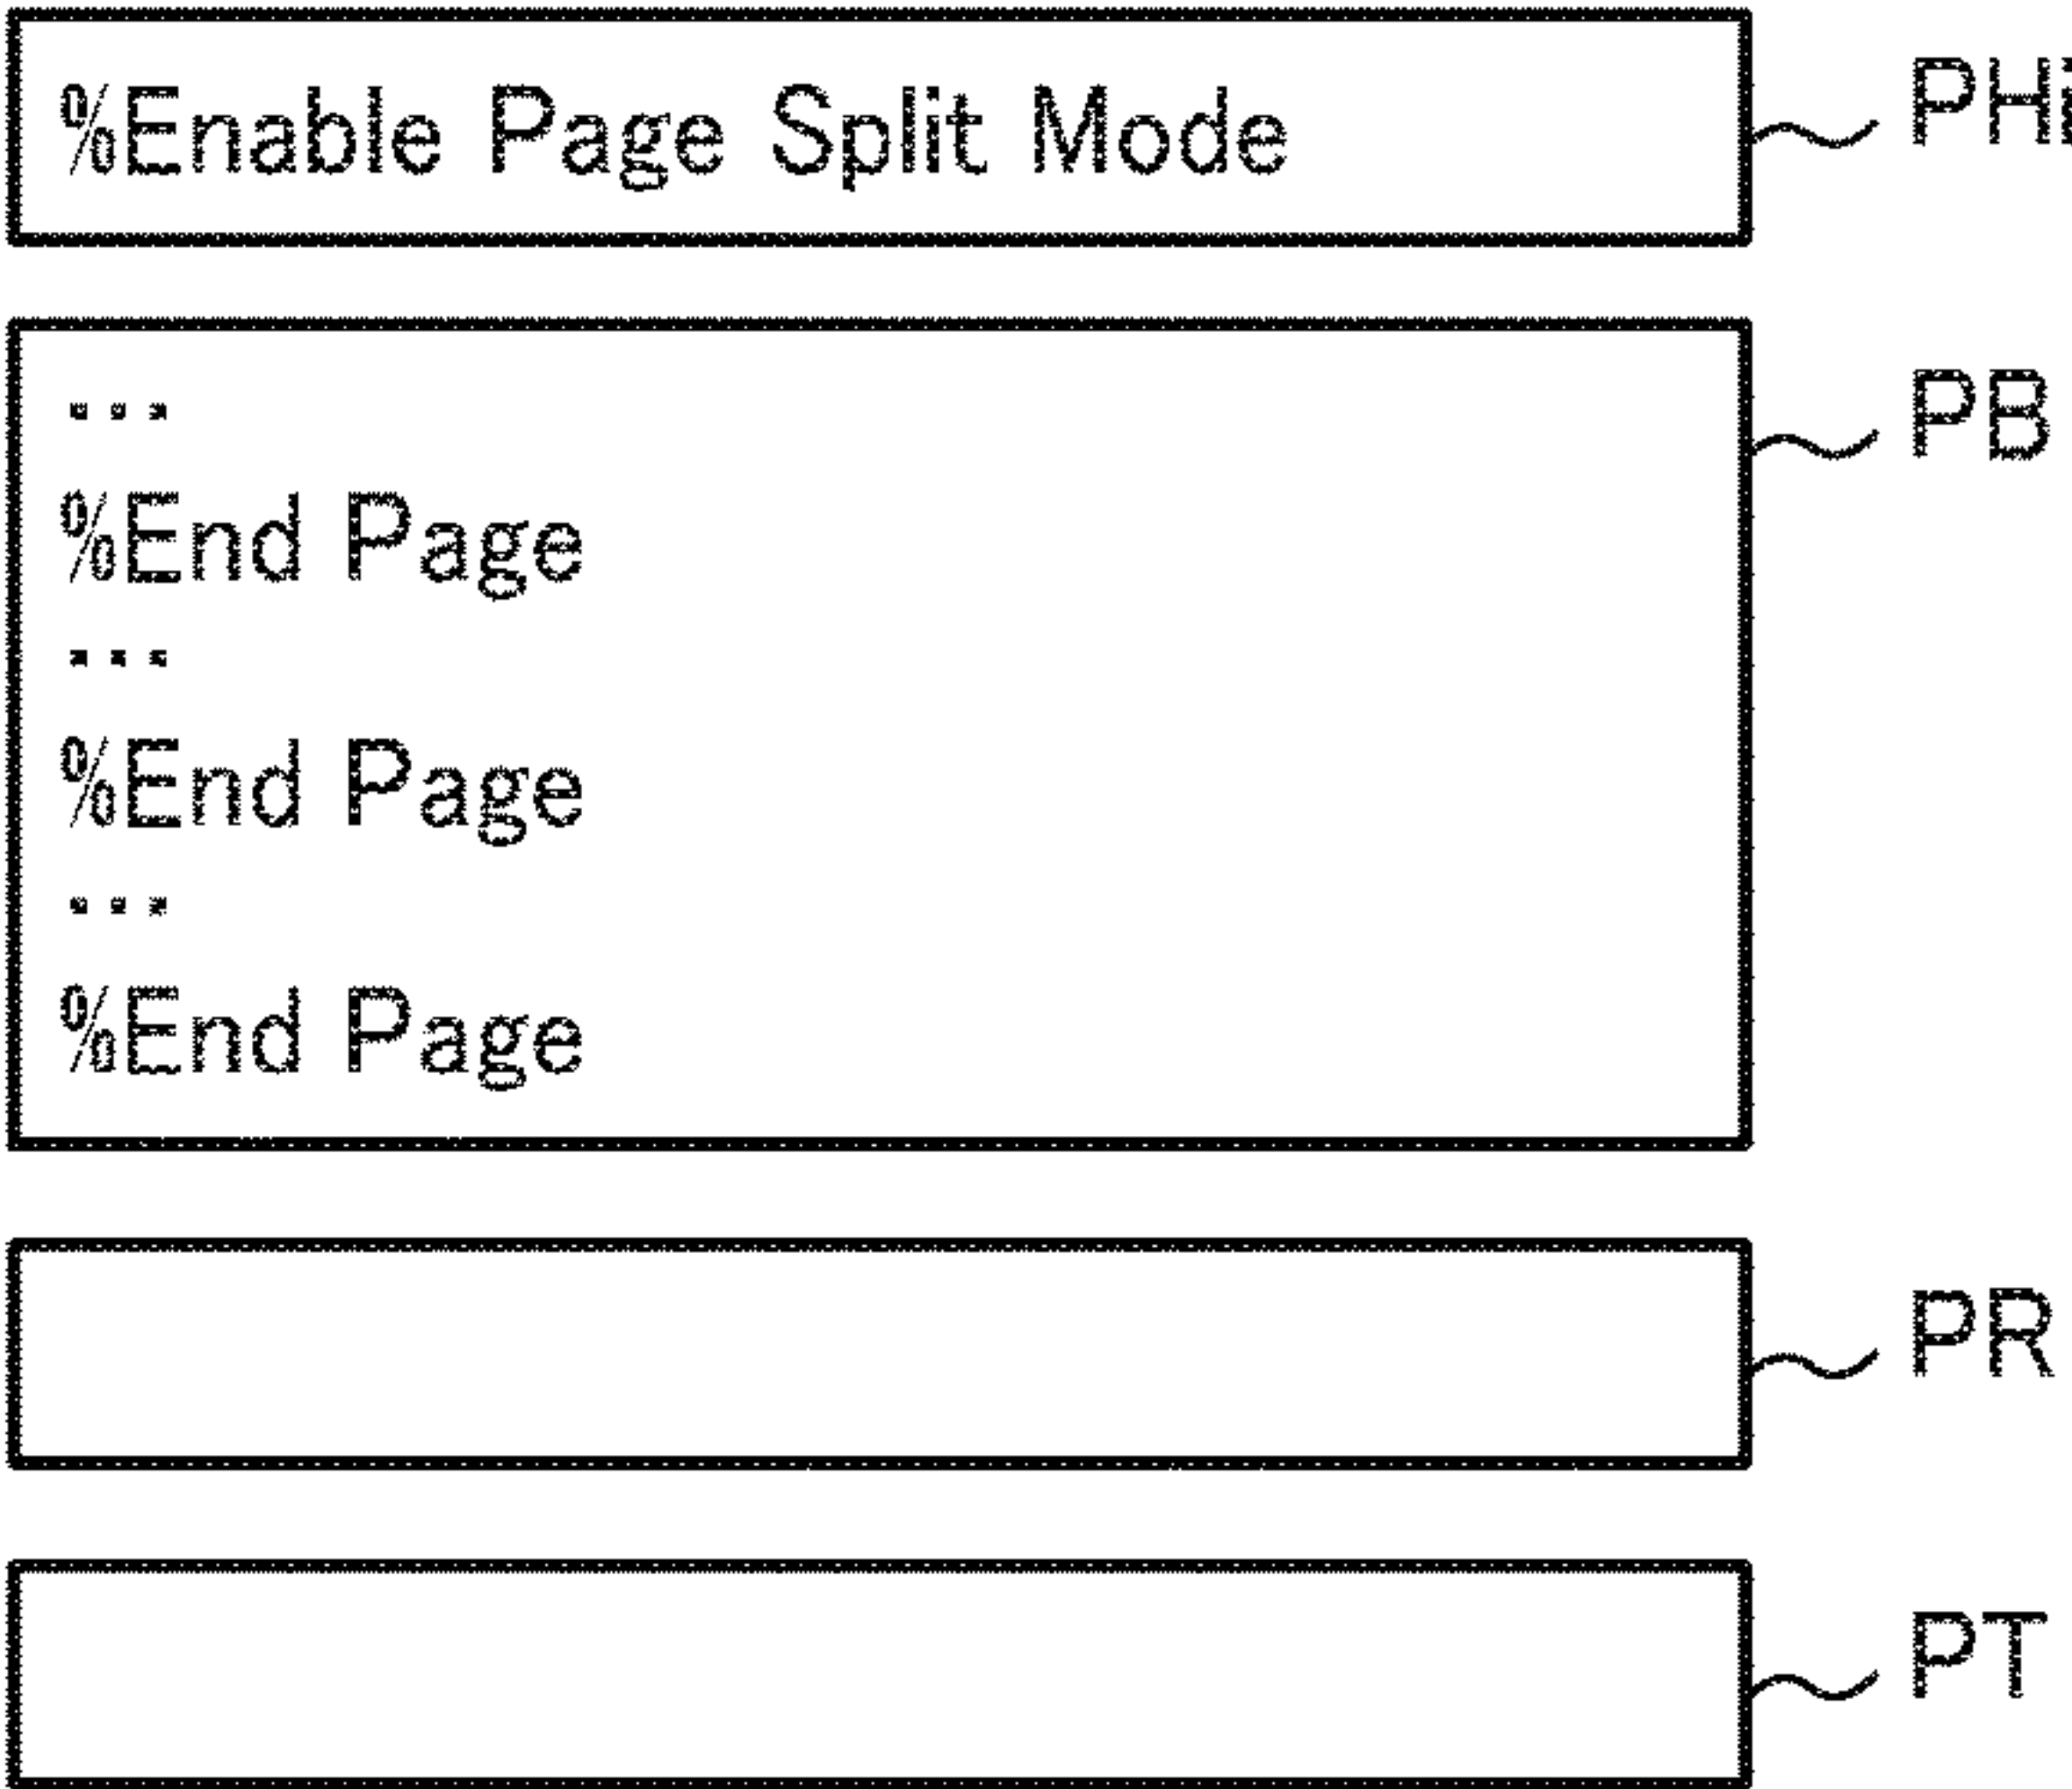 %Enable Page Split Mode
PHi
...
PB
%End Page
...
%End Page
...
%End Page
PR
PT